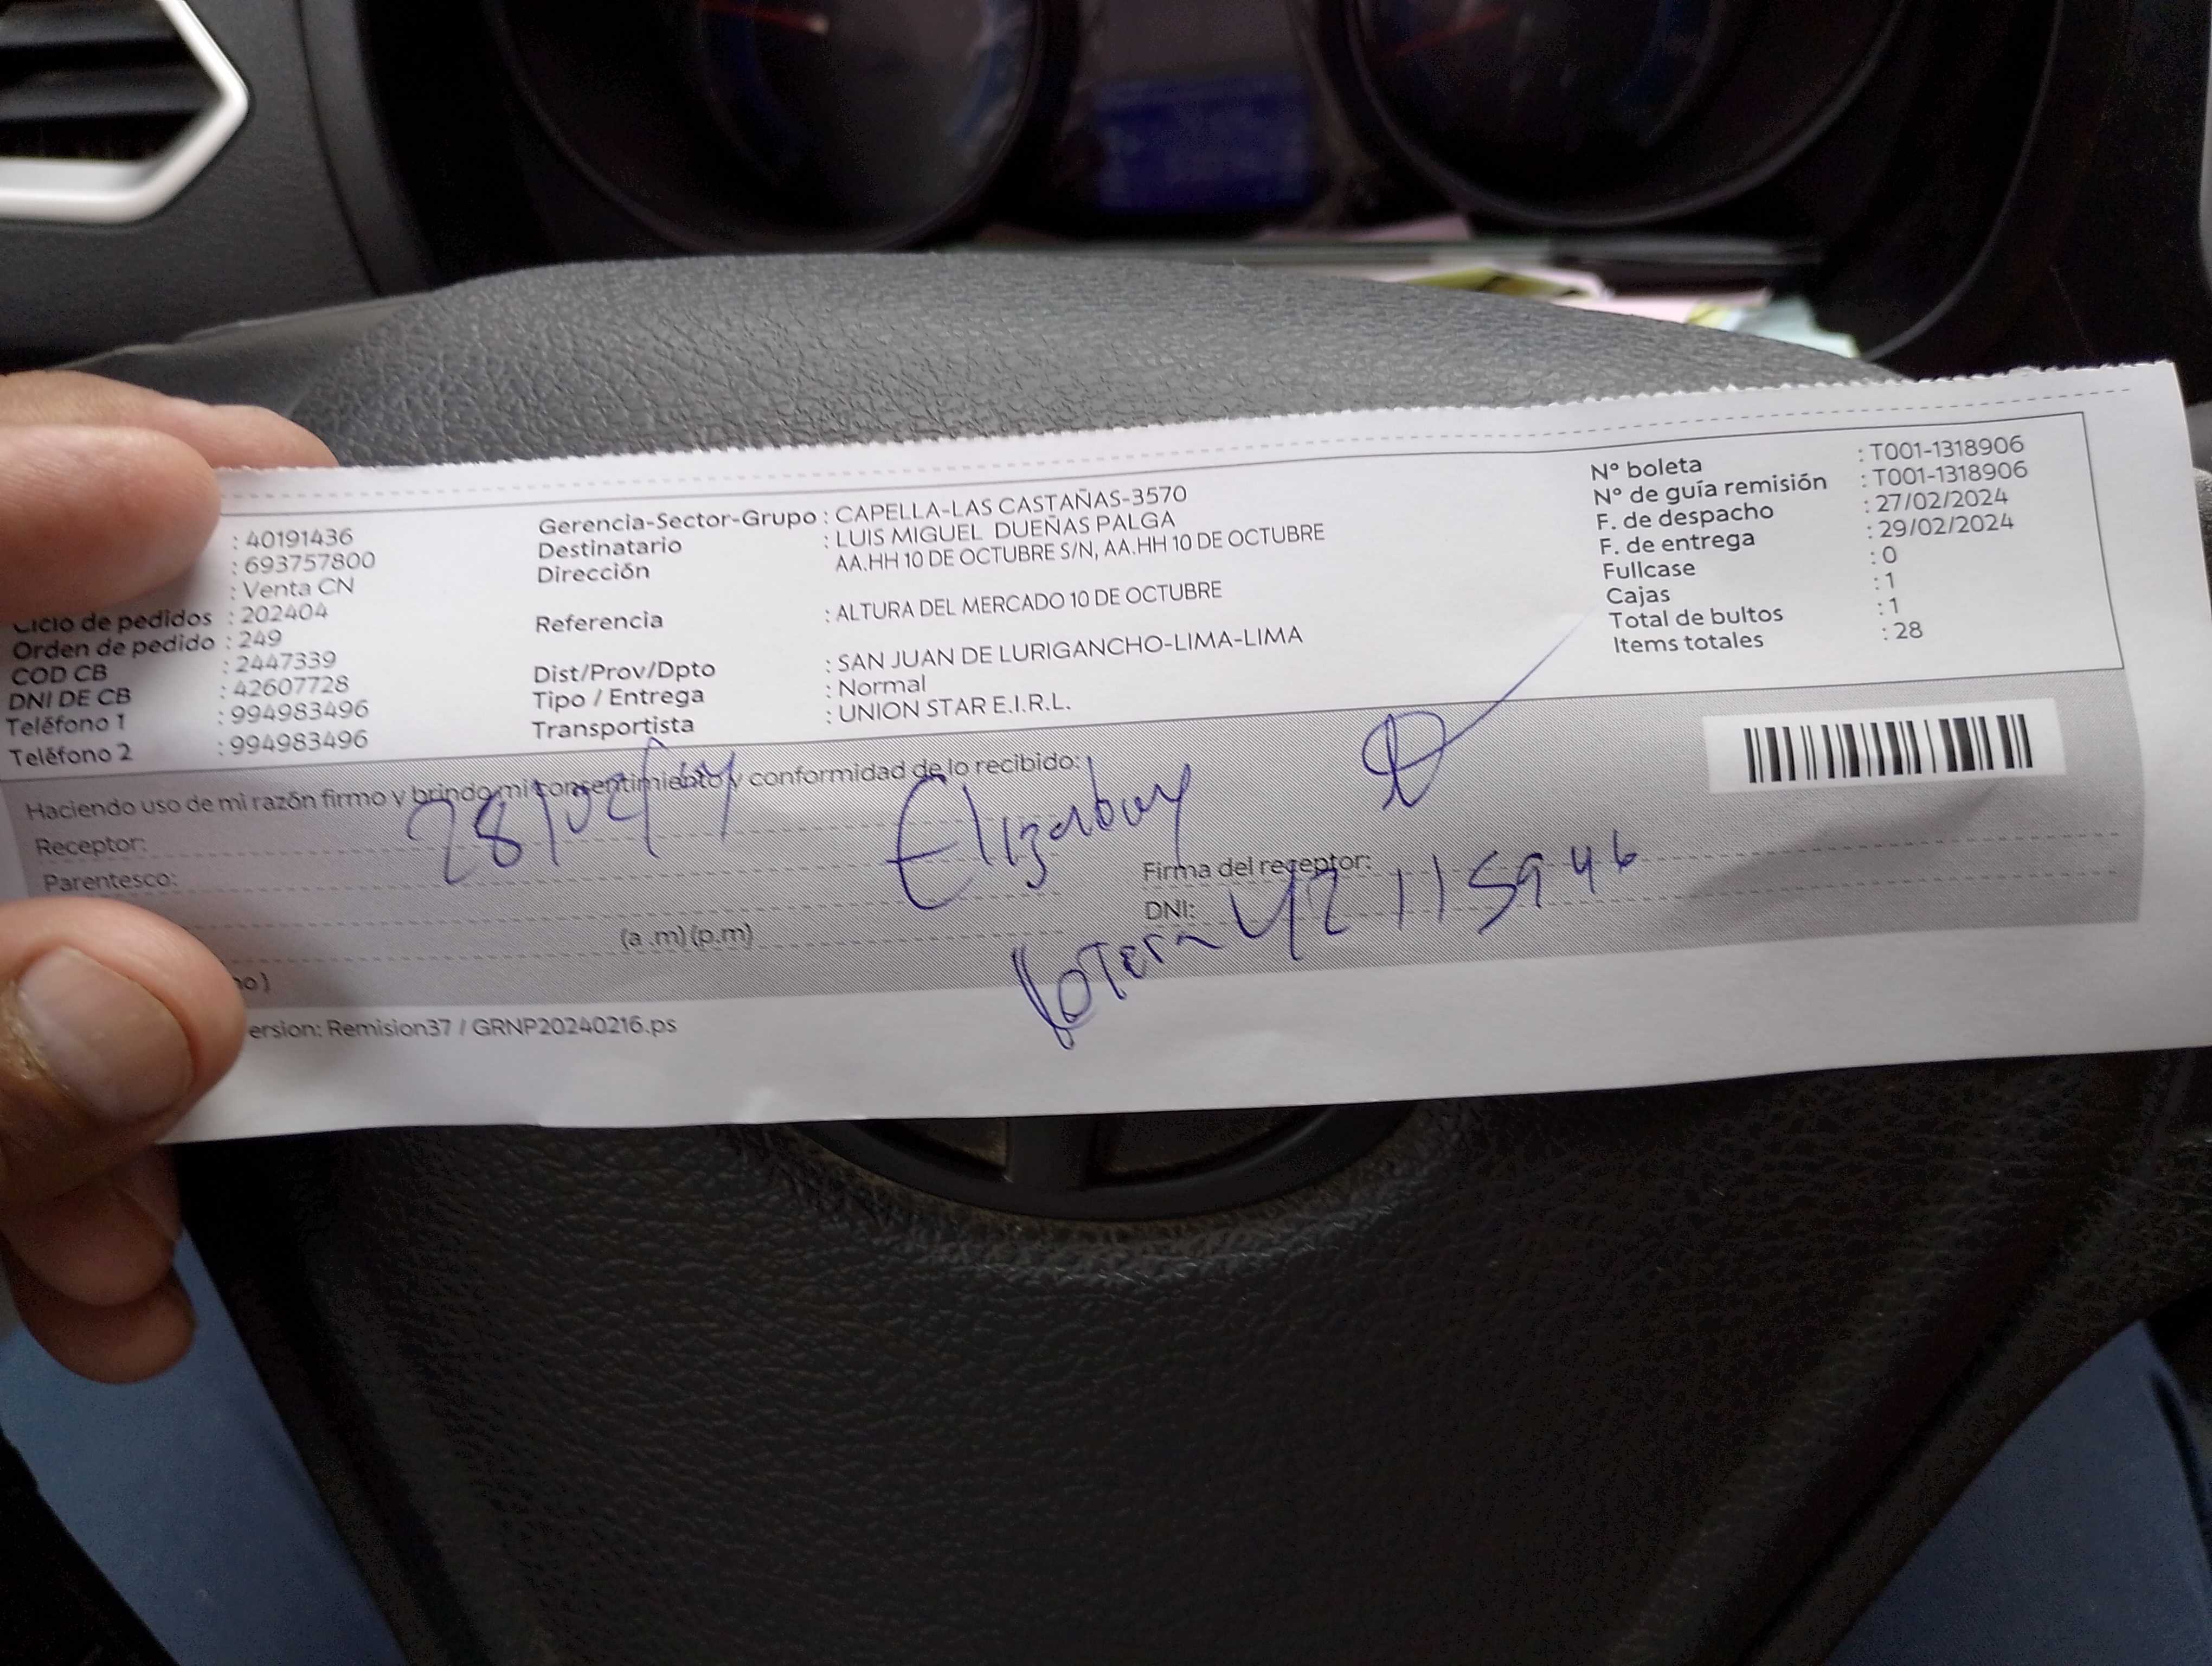 : 40191436
: 693757800
: Venta CN
Ciclo de pedidos : 202404
Orden de pedido : 249
COD CB : 2447339
DNI DE CB : 42607728
Teléfono 1 : 994983496
Teléfono 2 : 994983496
Gerencia-Sector-Grupo : CAPELLA-LAS CASTAÑAS-3570
Destinatario : LUIS MIGUEL DUEÑAS PALGA
Dirección AA.HH 10 DE OCTUBRE S/N, AA.HH 10 DE OCTUBRE
Referencia : ALTURA DEL MERCADO 10 DE OCTUBRE
Dist/Prov/Dpto : SAN JUAN DE LURIGANCHO-LIMA-LIMA
Tipo / Entrega : Normal
Transportista : UNION STAR E.I.R.L.
N° boleta : T001-1318906
N° de guía remisión : T001-1318906
F. de despacho : 27/02/2024
F. de entrega : 29/02/2024
Fullcase : 0
Cajas : 1
Total de bultos : 1
Items totales : 28
Haciendo uso de mi razón firmo y brindo mi consentimiento y conformidad de lo recibido:
Receptor:
Parentesco:
28/02/24
Firma del receptor:
DNI: 42115946
(a .m) (p.m)
no)
ersion: Remision37 / GRNP20240216.ps